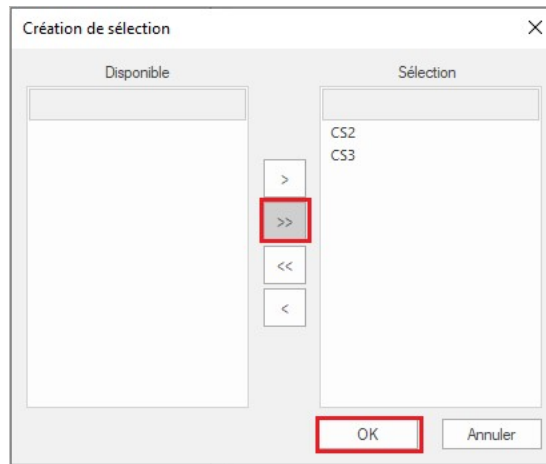 Création de sélection
Disponible
Sélection
CS2
CS3
>
>>
<<
<
OK
Annuler